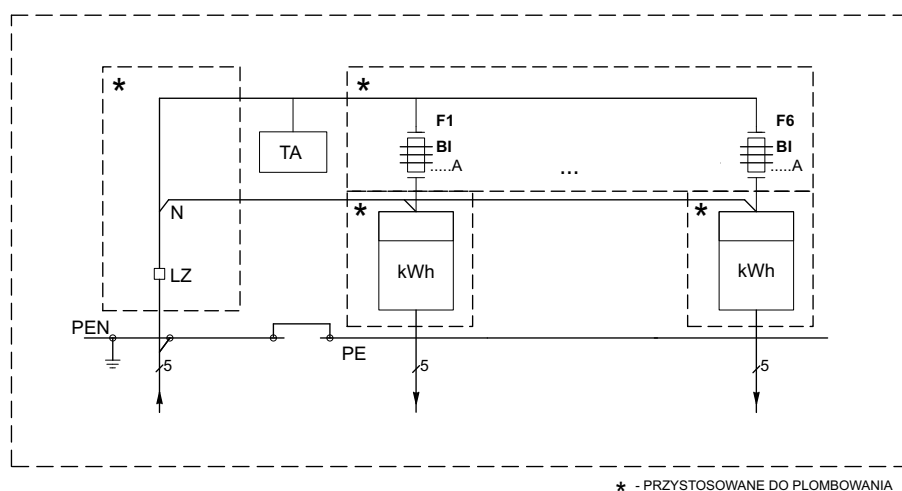 *
*
F1
F6
TA
BI
BI
.....A
.....A
...
N
*
*
kWh
kWh
LZ
PEN
PE
5
5
5
* - PRZYSTOSOWANE DO PLOMBOWANIA